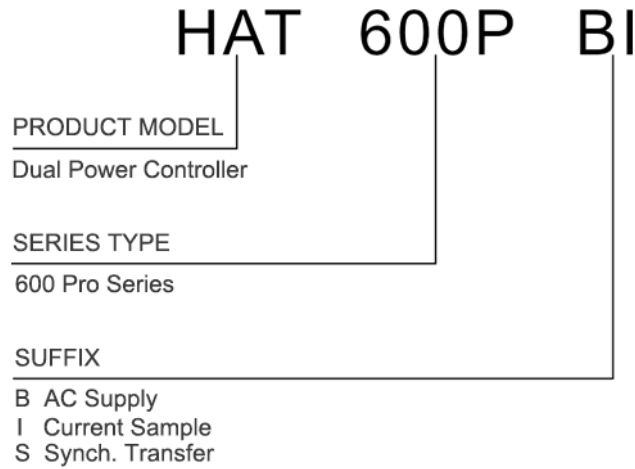 HAT 600P BI
PRODUCT MODEL
Dual Power Controller
SERIES TYPE
600 Pro Series
SUFFIX
B AC Supply
I Current Sample
S Synch. Transfer